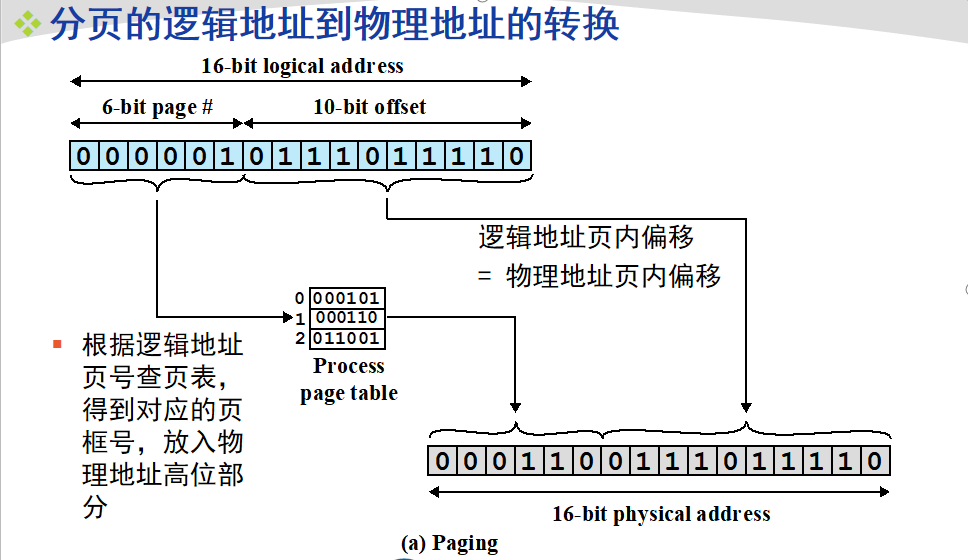 分页的逻辑地址到物理地址的转换
16-bit logical address
6-bit page # 10-bit offset
0 0 0 0 0 1 0 1 1 1 0 1 1 1 1 0
逻辑地址页内偏移
= 物理地址页内偏移
0 000101
1 000110
2 011001
Process
page table
根据逻辑地址
页号查页表，
得到对应的页
框号，放入物
理地址高位部
分
0 0 0 1 1 0 0 1 1 1 0 1 1 1 1 0
16-bit physical address
(a) Paging